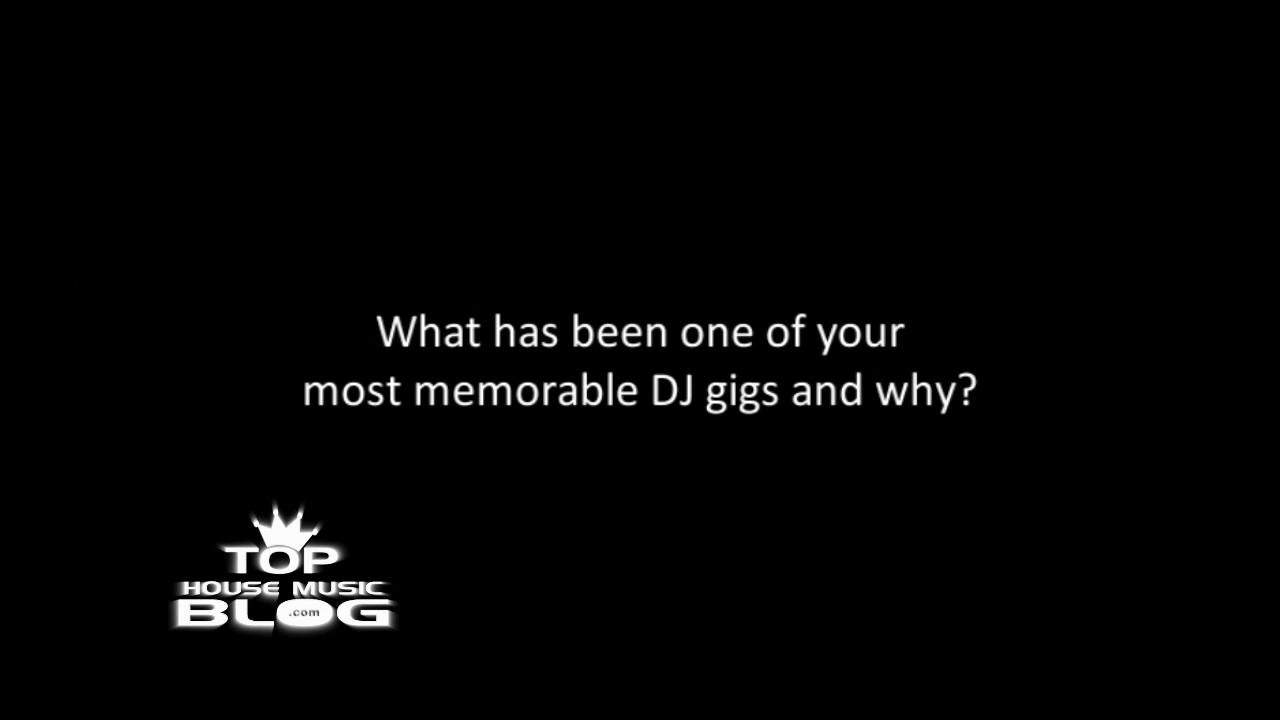 What has been one of your
most memorable DJ gigs and why?
TOP
HOUSE MUSIC
BLOG
.com